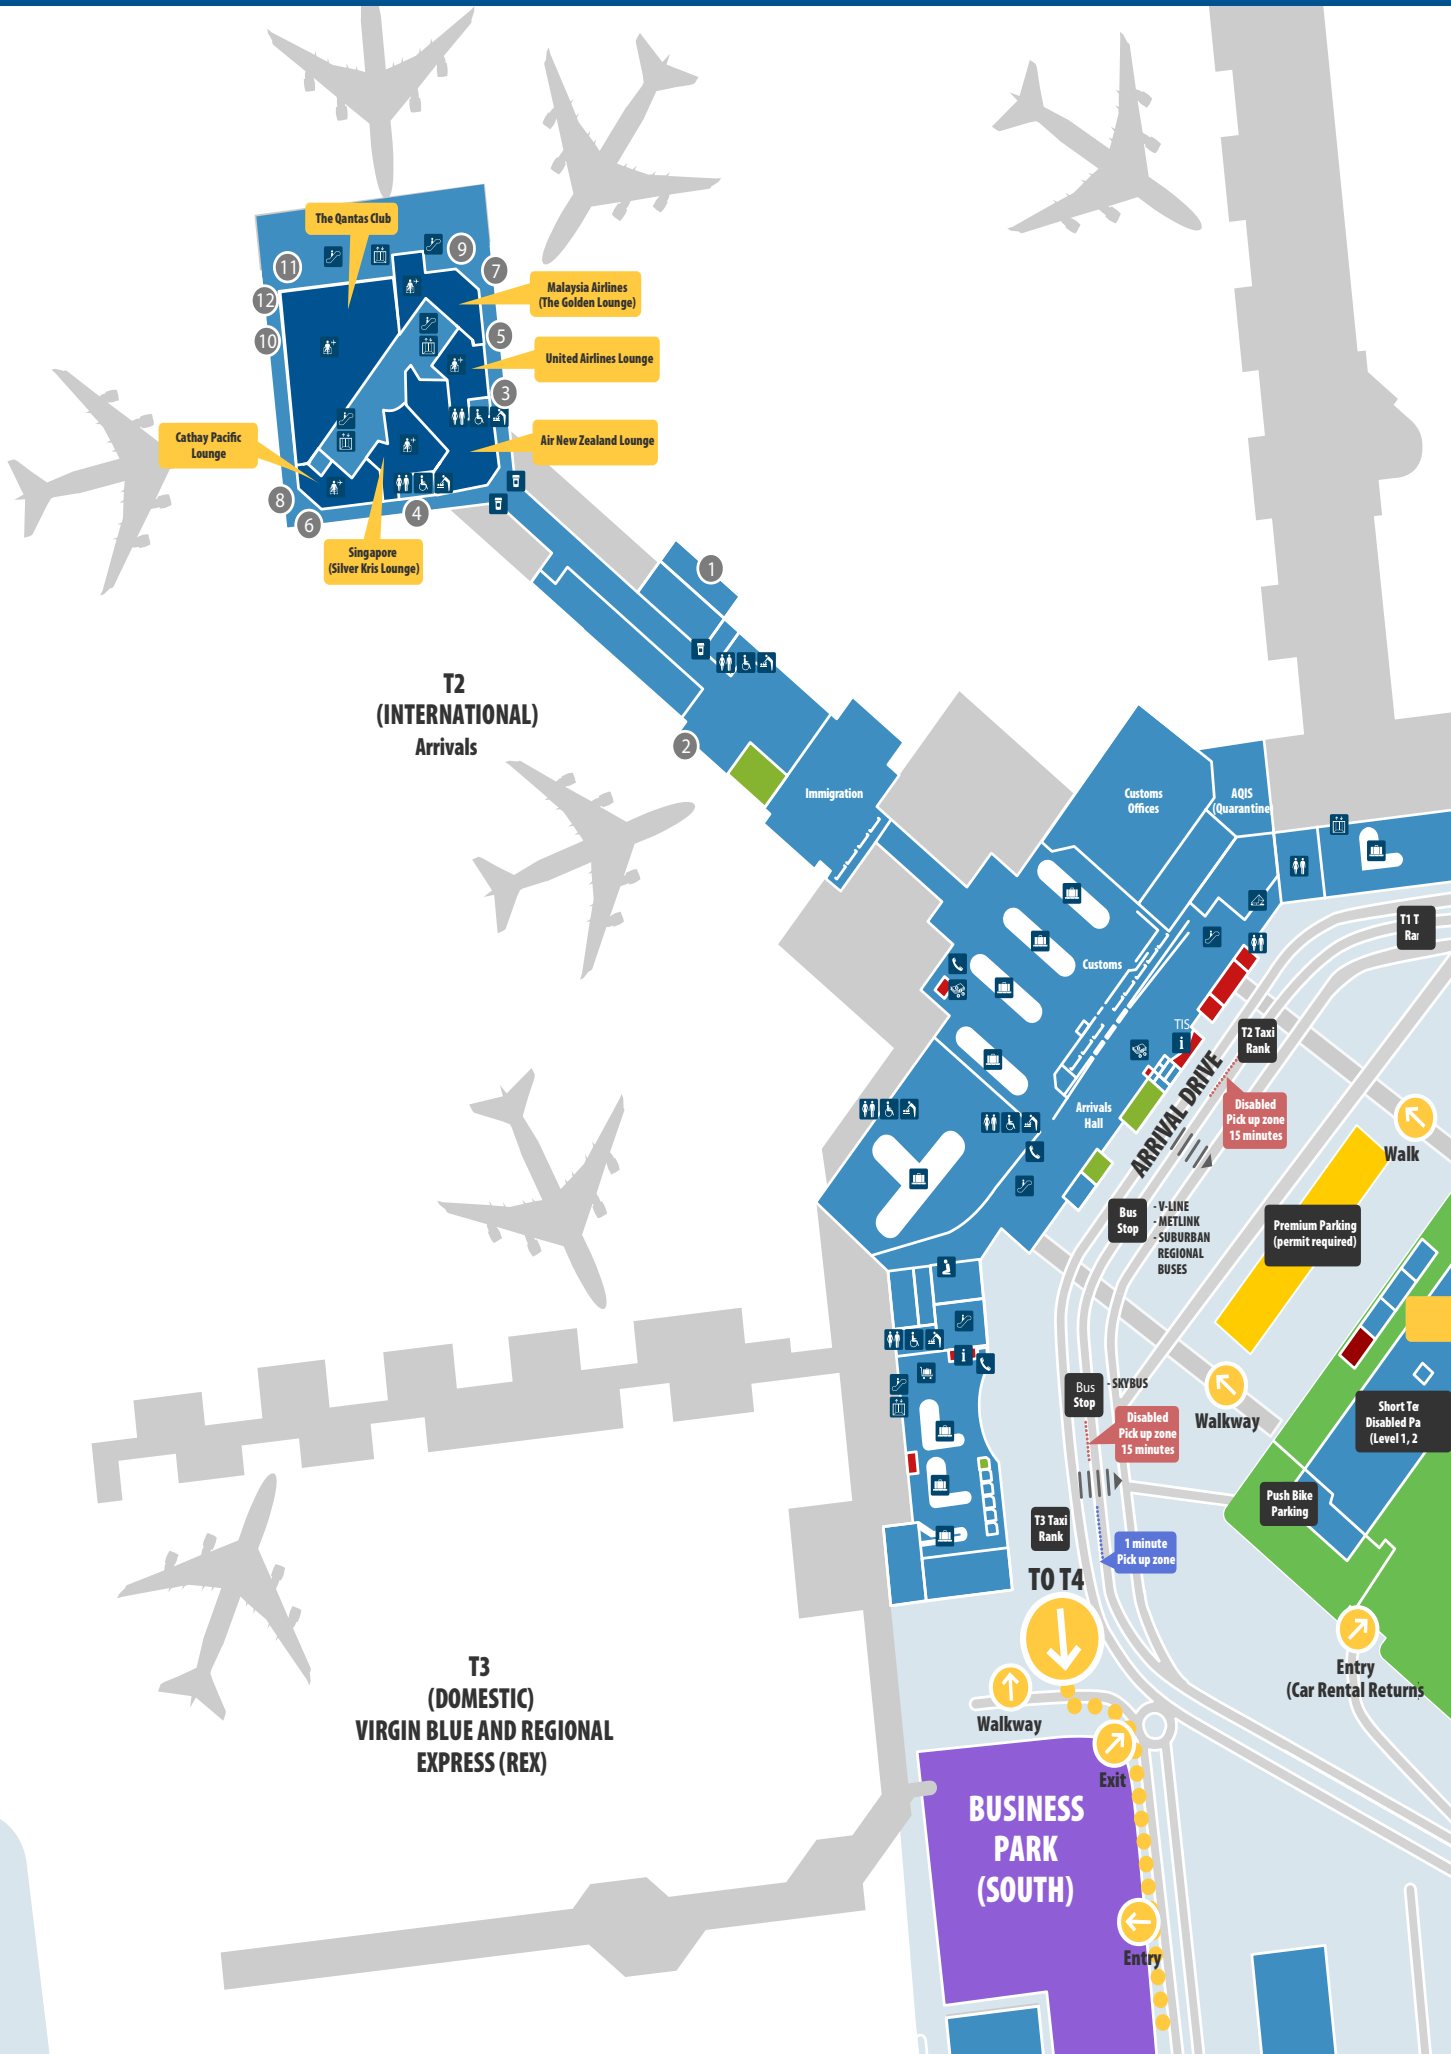 The Qantas Club
9
11
7
Malaysia Airlines
(The Golden Lounge)
12
10
5
United Airlines Lounge
3
Cathay Pacific
Lounge
Air New Zealand Lounge
8
6
4
Singapore
(Silver Kris Lounge)
1
T2
(INTERNATIONAL)
Arrivals
2
Immigration
Customs
Offices
AQIS
(Quarantine
T1 T
Customs
TIS
i
T2 Taxi
Rank
ARRIVAL DRIVE
Arrivals
Hall
Disabled
Pick up zone
15 minutes
Walk
Bus
Stop
- V-LINE
- METLINK
- SUBURBAN
REGIONAL
BUSES
Premium Parking
(permit required)
i
Bus
Stop
- SKYBUS
Disabled
Pick up zone
15 minutes
Walkway
Short Te
Disabled Pa
(Level 1, 2
Push Bike
Parking
T3 Taxi
Rank
1 minute
Pick up zone
TO T4
Entry
(Car Rental Returns
T3
(DOMESTIC)
VIRGIN BLUE AND REGIONAL
EXPRESS (REX)
Walkway
Exit
BUSINESS
PARK
(SOUTH)
Entry